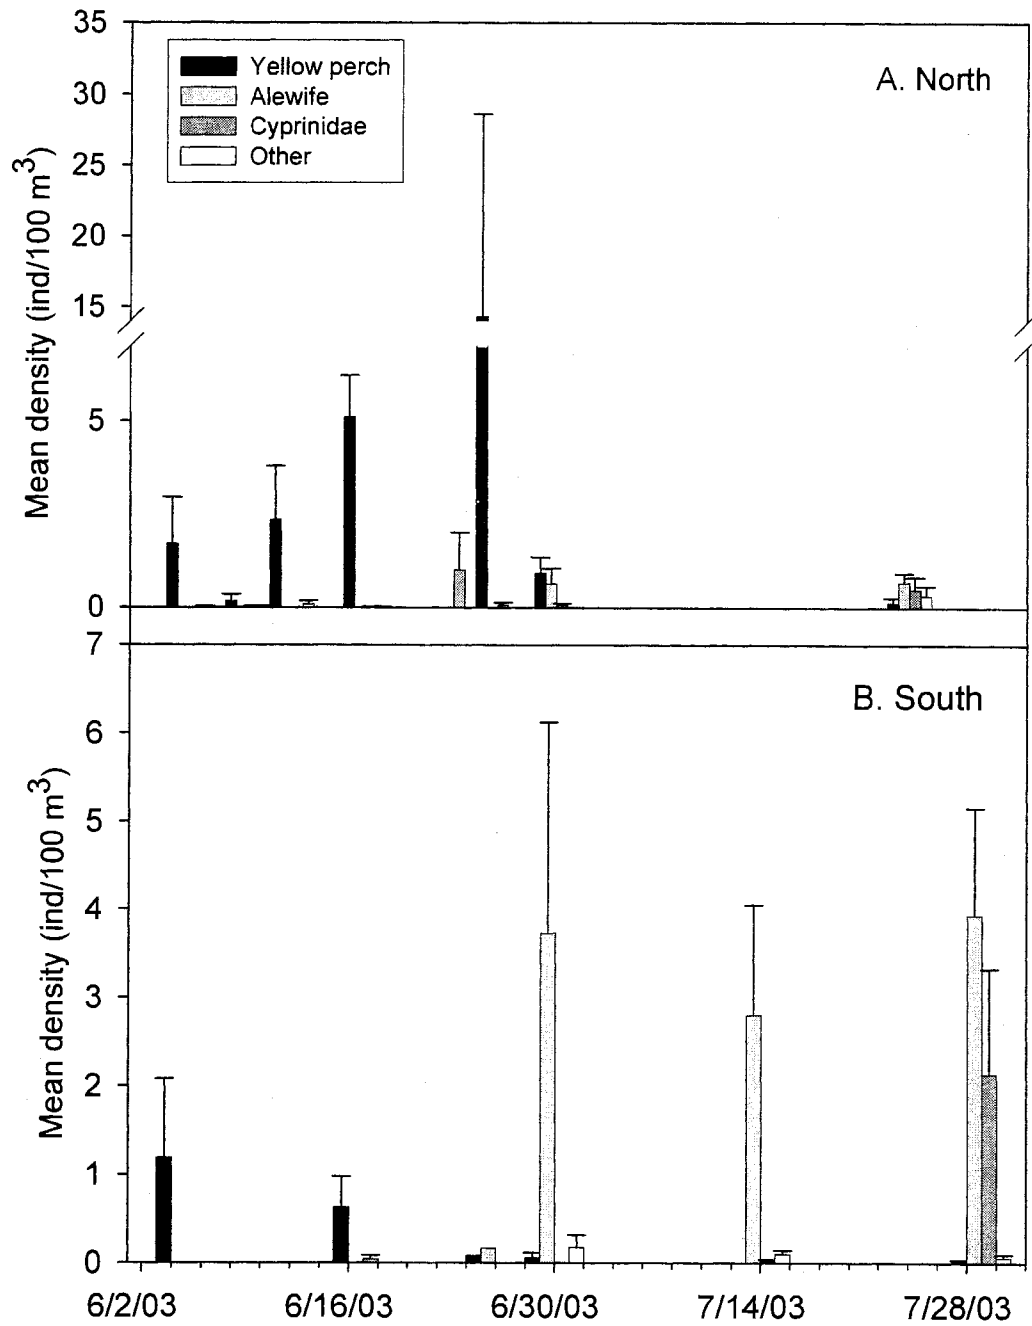 35
30
25
20
15
5
0
Mean density (ind/100 m³)
Yellow perch
Alewife
Cyprinidae
Other
A. North
7
6
5
4
3
2
1
0
Mean density (ind/100 m³)
B. South
6/2/03 6/16/03 6/30/03 7/14/03 7/28/03